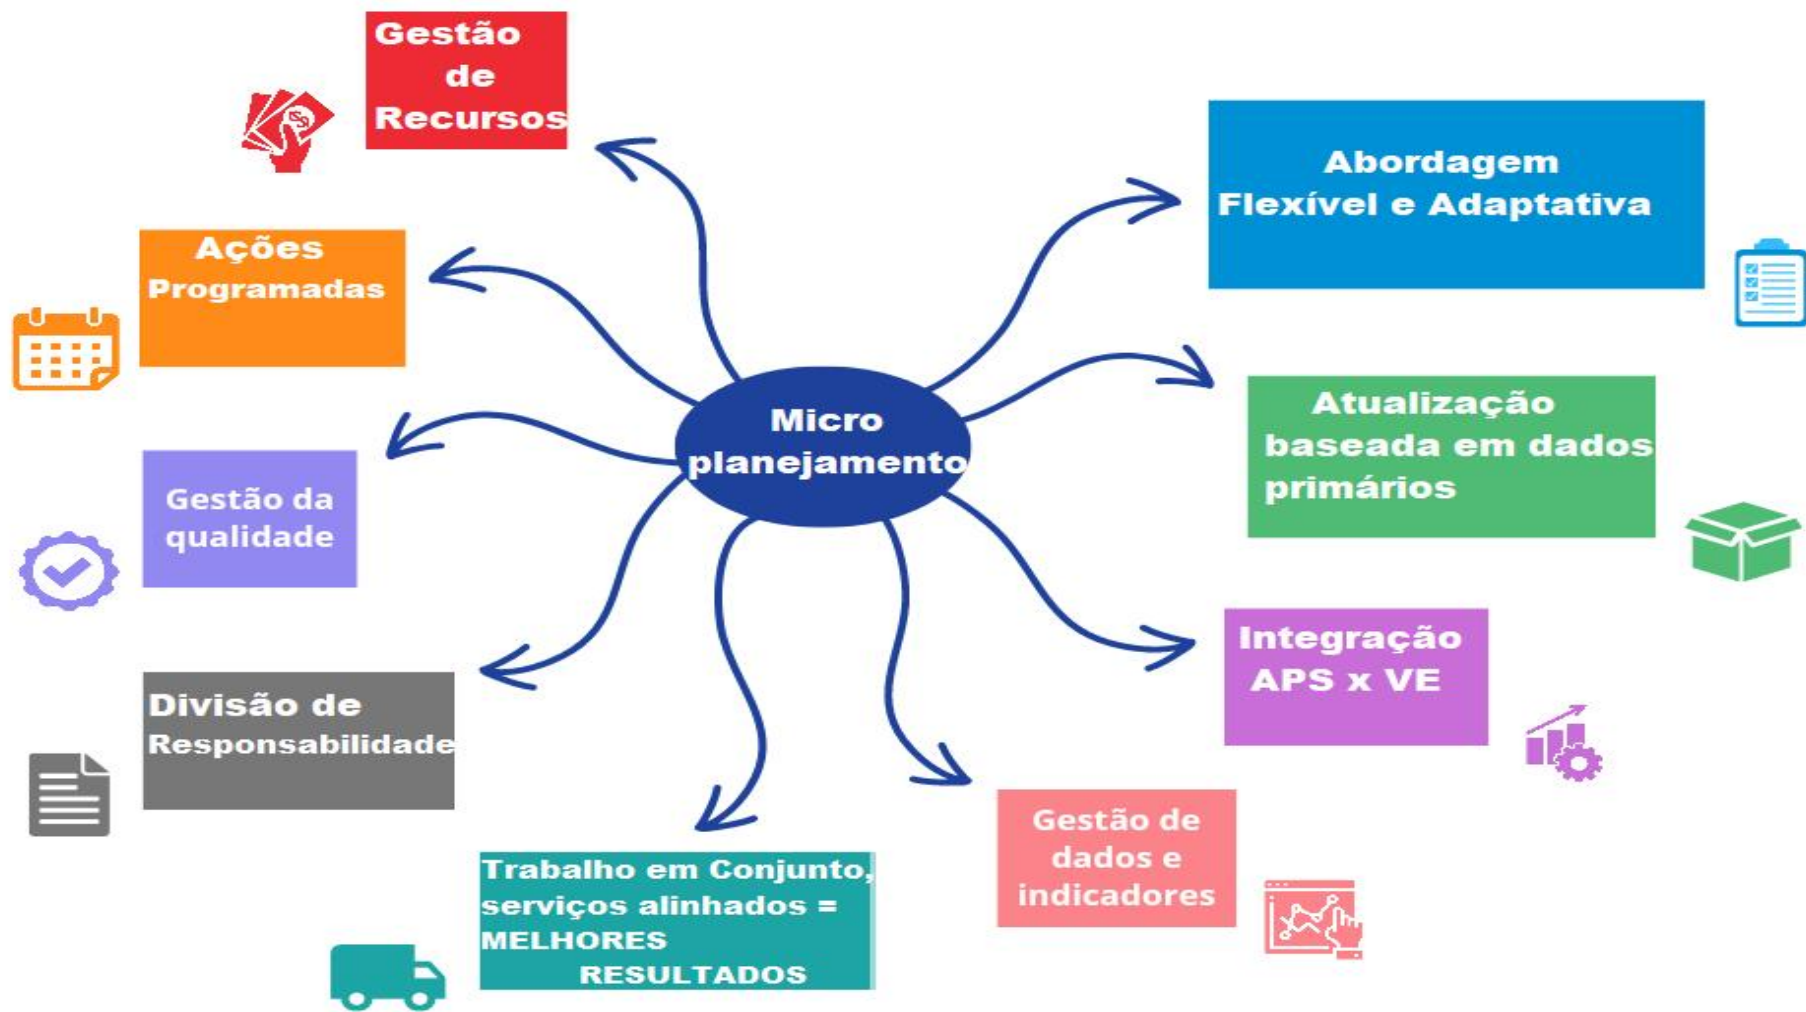 Gestão
de
Recursos
Ações
Programadas
Gestão da
qualidade
Divisão de
Responsabilidade
Trabalho em Conjunto,
serviços alinhados =
MELHORES
RESULTADOS
Micro
planejamento
Abordagem
Flexível e Adaptativa
Atualização
baseada em dados
primários
Integração
APS x VE
Gestão de
dados e
indicadores